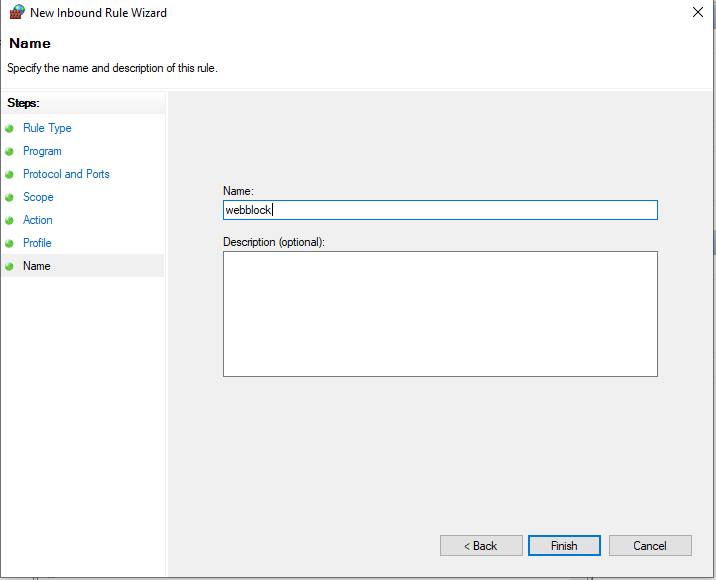 New Inbound Rule Wizard
Name
Specify the name and description of this rule.
Steps:
Rule Type
Program
Protocol and Ports
Scope
Action
Profile
Name
Name:
webblock
Description (optional):
< Back
Finish
Cancel